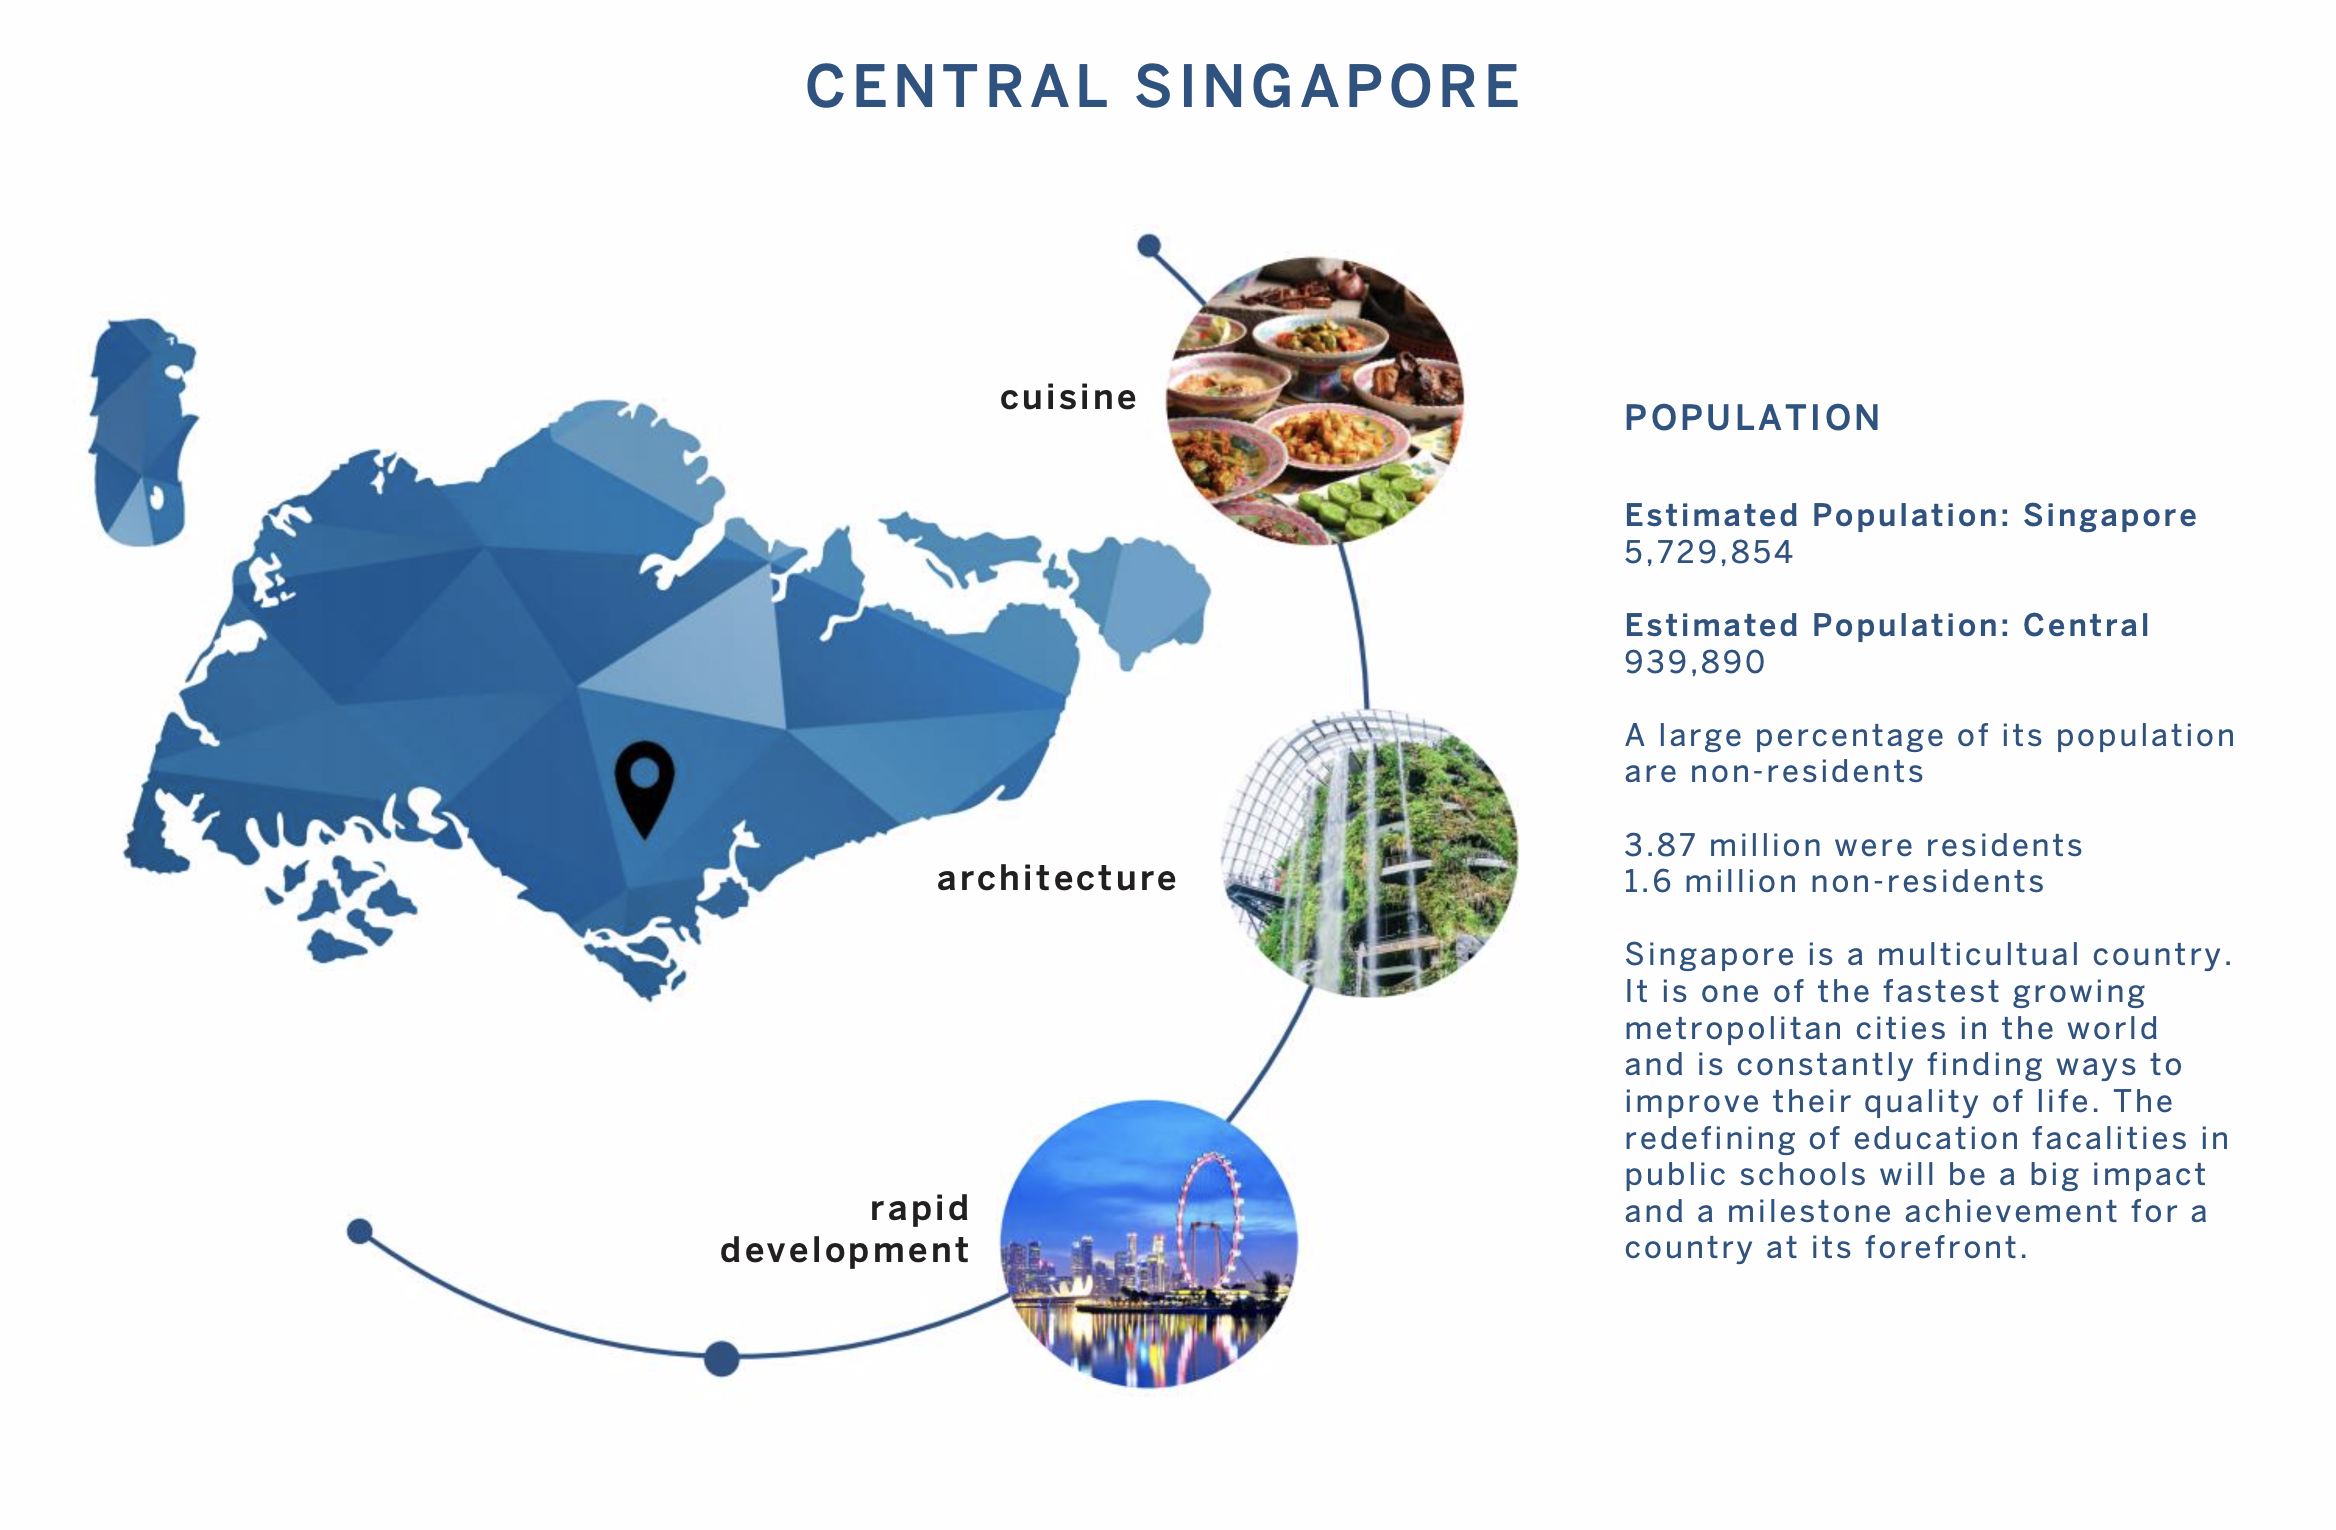 CENTRAL SINGAPORE
cuisine
architecture
rapid
development
POPULATION
Estimated Population: Singapore
5,729,854
Estimated Population: Central
939,890
A large percentage of its population
are non-residents
3.87 million were residents
1.6 million non-residents
Singapore is a multicultual country.
It is one of the fastest growing
metropolitan cities in the world
and is constantly finding ways to
improve their quality of life. The
redefining of education facalities in
public schools will be a big impact
and a milestone achievement for a
country at its forefront.